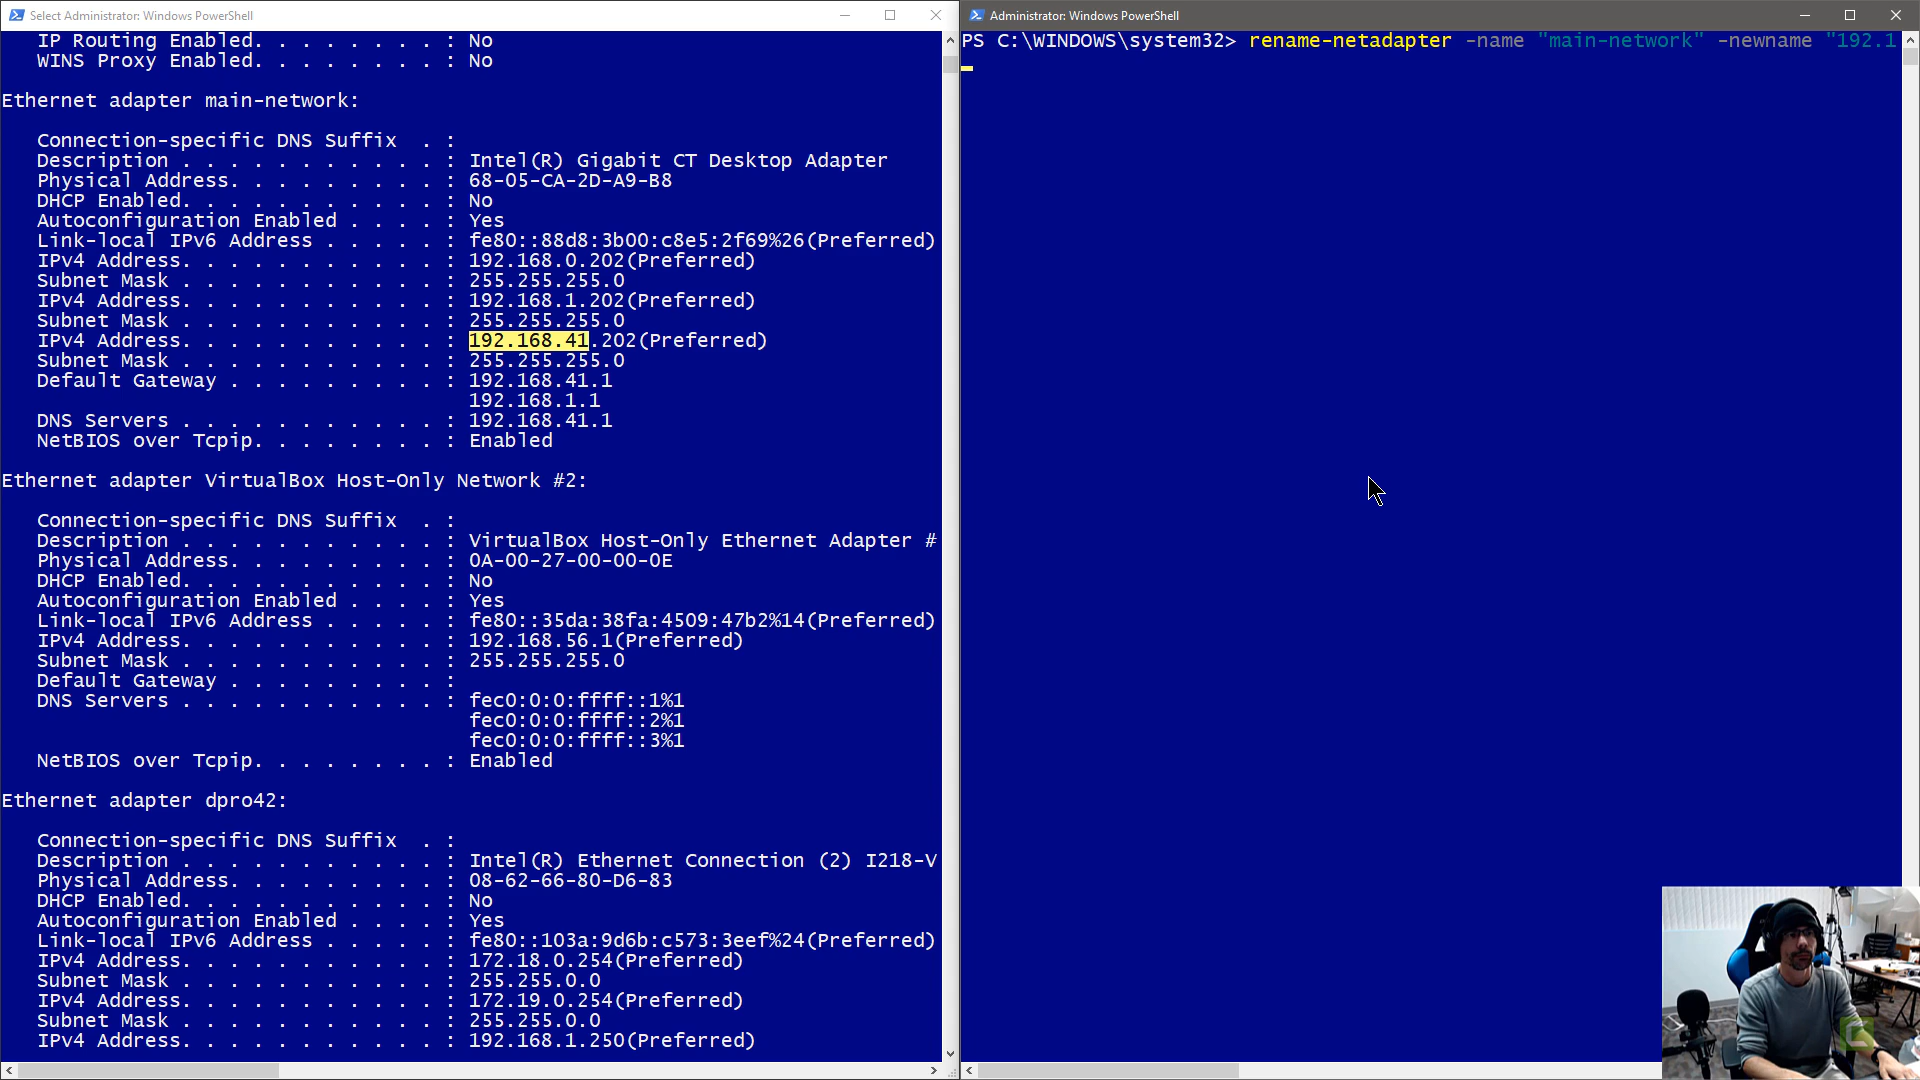 Select Administrator: Windows PowerShell
IP Routing Enabled. . . . . . . . : No
WINS Proxy Enabled. . . . . . . . : No
Ethernet adapter main-network:
Connection-specific DNS Suffix  . :
Description . . . . . . . . . . . : Intel(R) Gigabit CT Desktop Adapter
Physical Address. . . . . . . . . : 68-05-CA-2D-A9-B8
DHCP Enabled. . . . . . . . . . . : No
Autoconfiguration Enabled . . . . : Yes
Link-local IPv6 Address . . . . . : fe80::88d8:3b00:c8e5:2f69%26(Preferred)
IPv4 Address. . . . . . . . . . . : 192.168.0.202(Preferred)
Subnet Mask . . . . . . . . . . . : 255.255.255.0
IPv4 Address. . . . . . . . . . . : 192.168.1.202(Preferred)
Subnet Mask . . . . . . . . . . . : 255.255.255.0
IPv4 Address. . . . . . . . . . . : 192.168.41.202(Preferred)
Subnet Mask . . . . . . . . . . . : 255.255.255.0
Default Gateway . . . . . . . . . : 192.168.41.1
192.168.1.1
DNS Servers . . . . . . . . . . . : 192.168.41.1
NetBIOS over Tcpip. . . . . . . . : Enabled
Ethernet adapter VirtualBox Host-Only Network #2:
Connection-specific DNS Suffix  . :
Description . . . . . . . . . . . : VirtualBox Host-Only Ethernet Adapter #
Physical Address. . . . . . . . . : 0A-00-27-00-00-0E
DHCP Enabled. . . . . . . . . . . : No
Autoconfiguration Enabled . . . . : Yes
Link-local IPv6 Address . . . . . : fe80::35da:38fa:4509:47b2%14(Preferred)
IPv4 Address. . . . . . . . . . . : 192.168.56.1(Preferred)
Subnet Mask . . . . . . . . . . . : 255.255.255.0
Default Gateway . . . . . . . . . :
DNS Servers . . . . . . . . . . . : fec0:0:0:ffff::1%1
fec0:0:0:ffff::2%1
fec0:0:0:ffff::3%1
NetBIOS over Tcpip. . . . . . . . : Enabled
Ethernet adapter dpro42:
Connection-specific DNS Suffix  . :
Description . . . . . . . . . . . : Intel(R) Ethernet Connection (2) I218-V
Physical Address. . . . . . . . . : 08-62-66-80-D6-83
DHCP Enabled. . . . . . . . . . . : No
Autoconfiguration Enabled . . . . : Yes
Link-local IPv6 Address . . . . . : fe80::103a:9d6b:c573:3eef%24(Preferred)
IPv4 Address. . . . . . . . . . . : 172.18.0.254(Preferred)
Subnet Mask . . . . . . . . . . . : 255.255.0.0
IPv4 Address. . . . . . . . . . . : 172.19.0.254(Preferred)
Subnet Mask . . . . . . . . . . . : 255.255.0.0
IPv4 Address. . . . . . . . . . . : 192.168.1.250(Preferred)
Administrator: Windows PowerShell
PS C:\WINDOWS\system32> rename-netadapter -name "main-network" -newname "192.1